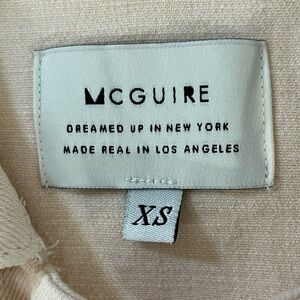 MCGUIRE
DREAMED UP IN NEW YORK
MADE REAL IN LOS ANGELES
XS